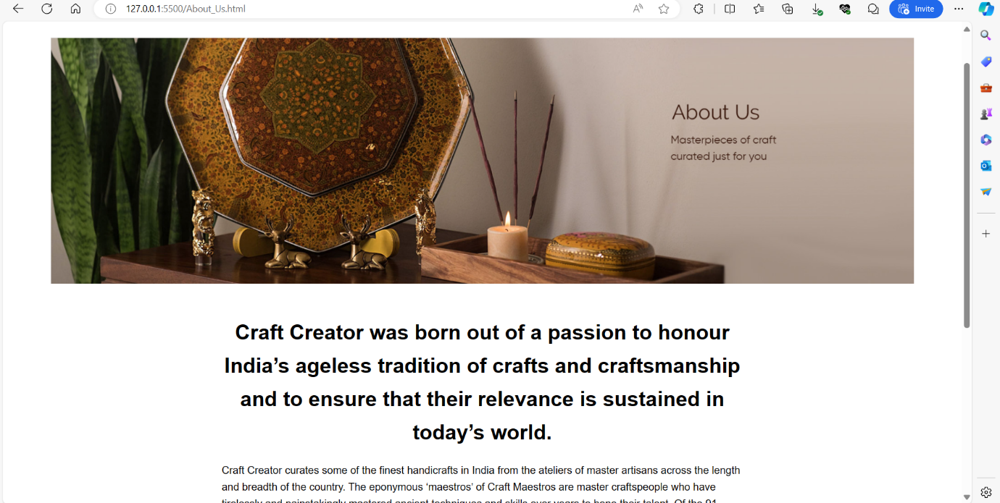 127.0.0.1:5500/About_Us.html
Invite
About Us
Masterpieces of craft
curated just for you
Craft Creator was born out of a passion to honour
India’s ageless tradition of crafts and craftsmanship
and to ensure that their relevance is sustained in
today’s world.
Craft Creator curates some of the finest handicrafts in India from the ateliers of master artisans across the length
and breadth of the country. The eponymous ‘maestros’ of Craft Maestros are master craftspeople who have
tirelessly and painstakingly mastered ancient techniques and skills over years to hone their talent. Of the 91